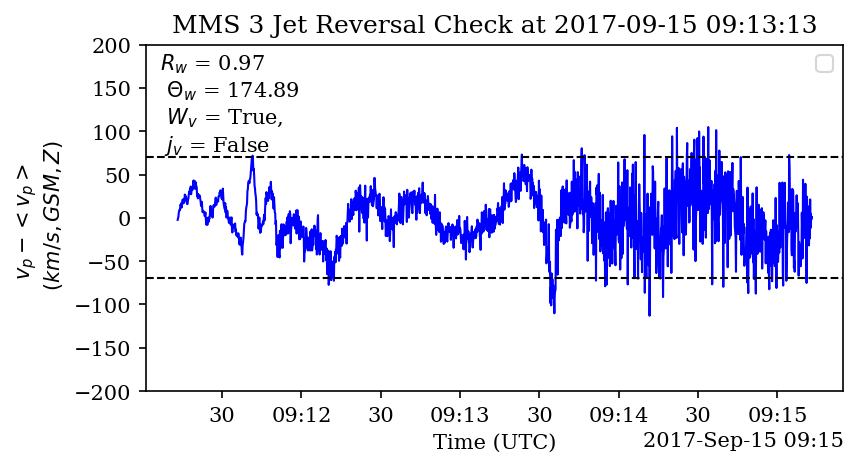 MMS 3 Jet Reversal Check at 2017-09-15 09:13:13
R_w = 0.97
Θ_w = 174.89
W_v = True,
j_v = False
v_p − < v_p >
(km/s, GSM, Z)
200
150
100
50
0
−50
−100
−150
−200
30 09:12 30 09:13 30 09:14 30 09:15
Time (UTC)
2017-Sep-15 09:15